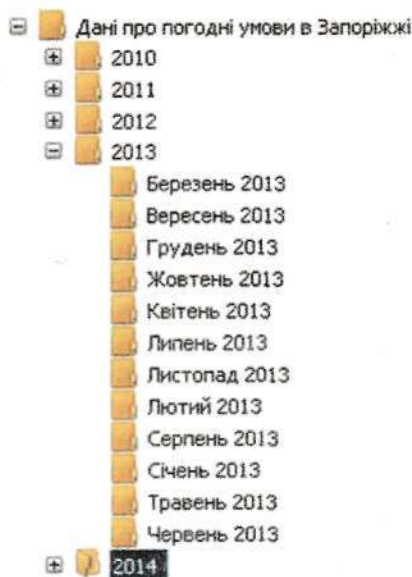 Дані про погодні умови в Запоріжжі
2010
2011
2012
2013
Березень 2013
Вересень 2013
Грудень 2013
Жовтень 2013
Квітень 2013
Липень 2013
Листопад 2013
Лютий 2013
Серпень 2013
Січень 2013
Травень 2013
Червень 2013
2014